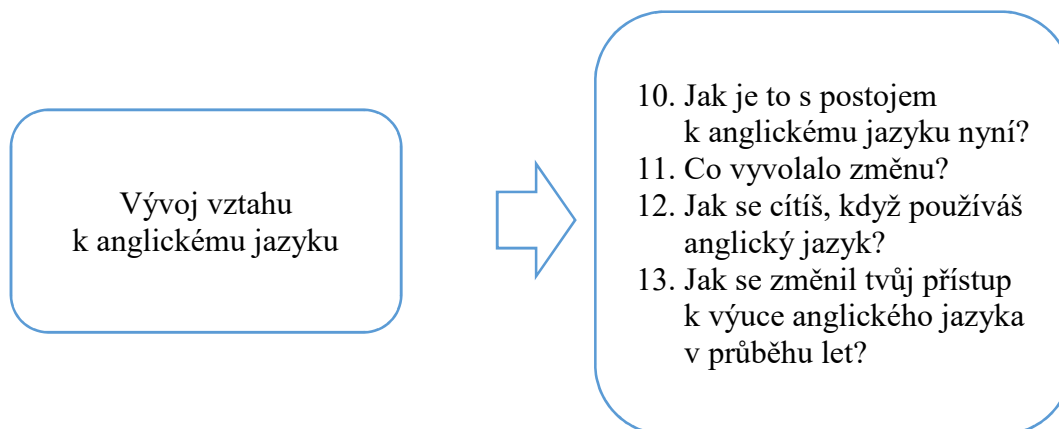 Vývoj vztahu
k anglickému jazyku
10. Jak je to s postojem
k anglickému jazyku nyní?
11. Co vyvolalo změnu?
12. Jak se cítíš, když používáš
anglický jazyk?
13. Jak se změnil tvůj přístup
k výuce anglického jazyka
v průběhu let?